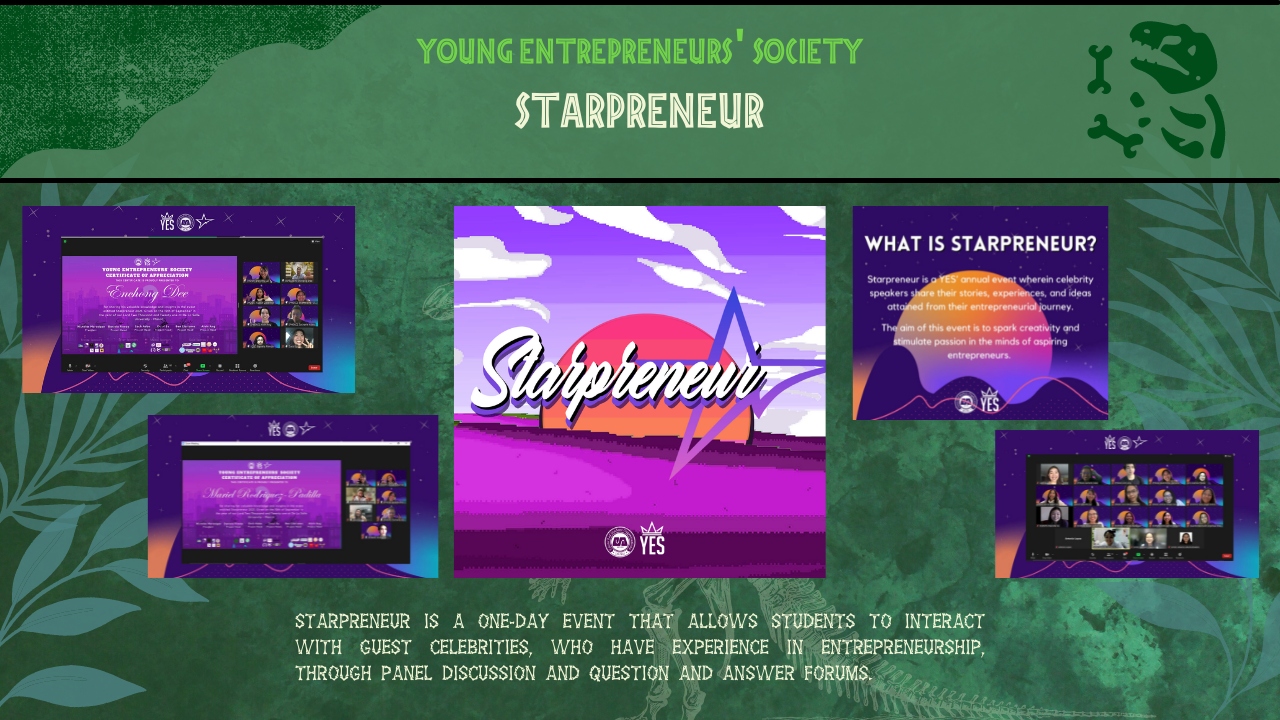 YOUNG ENTREPRENEURS' SOCIETY
STARPRENEUR
YES
YOUNG ENTREPRENEURS SOCIETY
CERTIFICATE OF APPRECIATION
Enchong Dee
YES
YOUNG ENTREPRENEURS SOCIETY
CERTIFICATE OF APPRECIATION
Mariel Rodriguez-Padilla
Starpreneur
YES
WHAT IS STARPRENEUR?
Starpreneur is a YES' annual event wherein celebrity
speakers share their stories, experiences, and ideas
attained from their entrepreneurial journey.
The aim of this event is to spark creativity and
stimulate passion in the minds of aspiring
entrepreneurs.
YES
YES
STARPRENEUR IS A ONE-DAY EVENT THAT ALLOWS STUDENTS TO INTERACT
WITH GUEST CELEBRITIES, WHO HAVE EXPERIENCE IN ENTREPRENEURSHIP,
THROUGH PANEL DISCUSSION AND QUESTION AND ANSWER FORUMS.